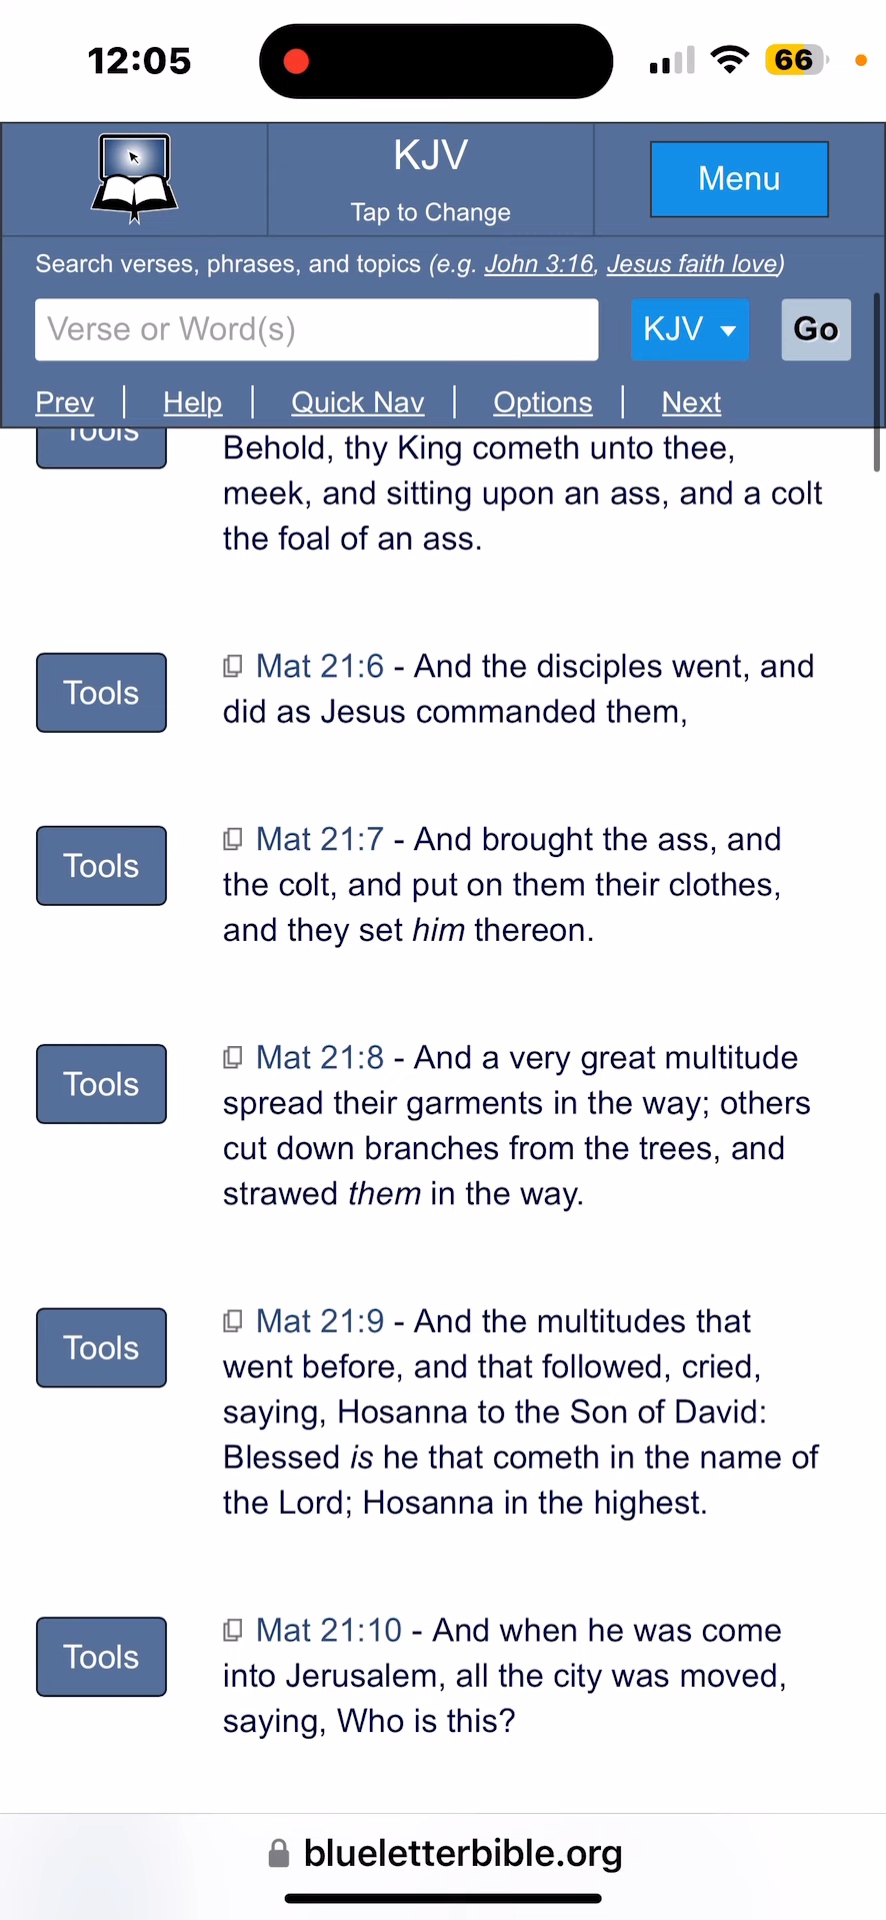 12:05
66
KJV
Tap to Change
Menu
Search verses, phrases, and topics (e.g. John 3:16, Jesus faith love)
Verse or Word(s)
KJV
Go
Prev | Help | Quick Nav | Options | Next
Tools
Behold, thy King cometh unto thee,
meek, and sitting upon an ass, and a colt
the foal of an ass.
Tools
Mat 21:6 - And the disciples went, and
did as Jesus commanded them,
Tools
Mat 21:7 - And brought the ass, and
the colt, and put on them their clothes,
and they set him thereon.
Tools
Mat 21:8 - And a very great multitude
spread their garments in the way; others
cut down branches from the trees, and
strawed them in the way.
Tools
Mat 21:9 - And the multitudes that
went before, and that followed, cried,
saying, Hosanna to the Son of David:
Blessed is he that cometh in the name of
the Lord; Hosanna in the highest.
Tools
Mat 21:10 - And when he was come
into Jerusalem, all the city was moved,
saying, Who is this?
blueletterbible.org